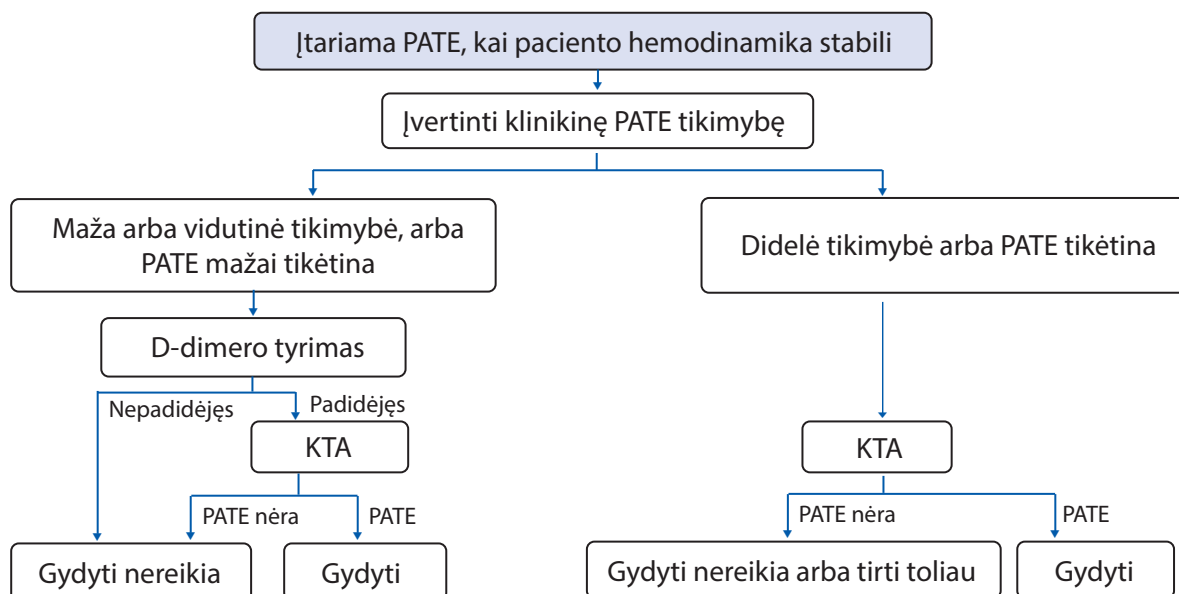 Įtariama PATE, kai paciento hemodinamika stabili
Įvertinti klinikinę PATE tikimybę
Maža arba vidutinė tikimybė, arba
PATE mažai tikėtina
Didelė tikimybė arba PATE tikėtina
D-dimero tyrimas
Nepadidėjęs
Padidėjęs
KTA
KTA
PATE nėra
PATE
PATE nėra
PATE
Gydyti nereikia
Gydyti
Gydyti nereikia arba tirti toliau
Gydyti